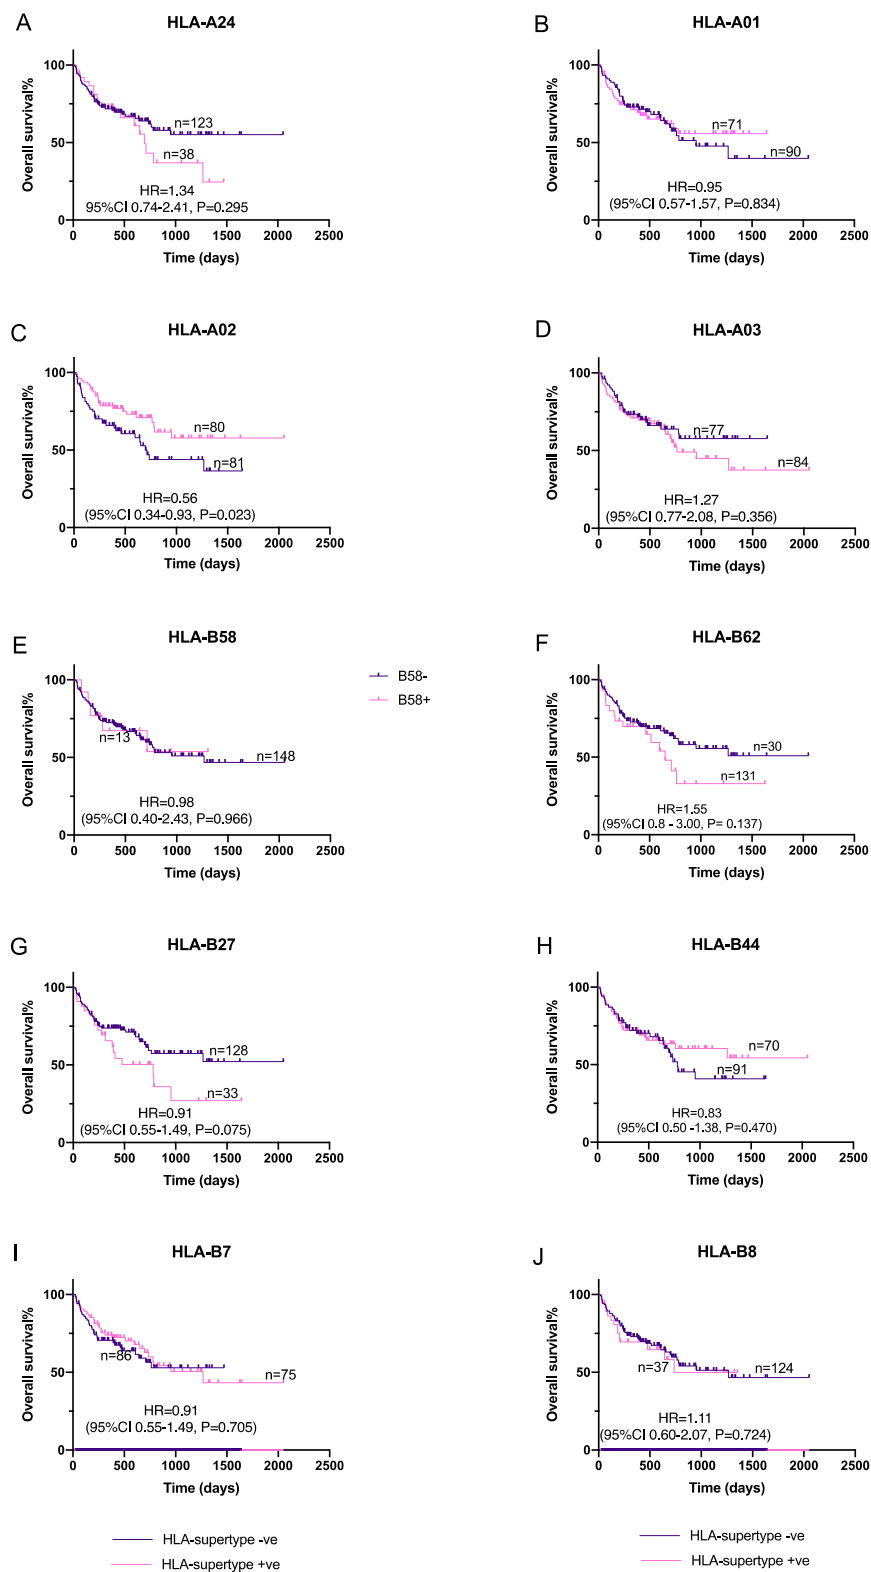 A
HLA-A24
Overall survival%
100
50
0
n=123
n=38
HR=1.34
95%CI 0.74-2.41, P=0.295
0 500 1000 1500 2000 2500
Time (days)
B
HLA-A01
Overall survival%
100
50
0
n=71
n=90
HR=0.95
(95%CI 0.57-1.57, P=0.834)
0 500 1000 1500 2000 2500
Time (days)
C
HLA-A02
Overall survival%
100
50
0
n=80
n=81
HR=0.56
(95%CI 0.34-0.93, P=0.023)
0 500 1000 1500 2000 2500
Time (days)
D
HLA-A03
Overall survival%
100
50
0
n=77
n=84
HR=1.27
(95%CI 0.77-2.08, P=0.356)
0 500 1000 1500 2000 2500
Time (days)
E
HLA-B58
Overall survival%
100
50
0
n=13
n=148
HR=0.98
(95%CI 0.40-2.43, P=0.966)
0 500 1000 1500 2000 2500
Time (days)
B58-
B58+
F
HLA-B62
Overall survival%
100
50
0
n=30
n=131
HR=1.55
(95%CI 0.8 - 3.00, P= 0.137)
0 500 1000 1500 2000 2500
Time (days)
G
HLA-B27
Overall survival%
100
50
0
n=128
n=33
HR=0.91
(95%CI 0.55-1.49, P=0.075)
0 500 1000 1500 2000 2500
Time (days)
H
HLA-B44
Overall survival%
100
50
0
n=70
n=91
HR=0.83
(95%CI 0.50 -1.38, P=0.470)
0 500 1000 1500 2000 2500
Time (days)
I
HLA-B7
Overall survival%
100
50
0
n=86
n=75
HR=0.91
(95%CI 0.55-1.49, P=0.705)
0 500 1000 1500 2000 2500
Time (days)
J
HLA-B8
Overall survival%
100
50
0
n=37
n=124
HR=1.11
(95%CI 0.60-2.07, P=0.724)
0 500 1000 1500 2000 2500
Time (days)
HLA-supertype -ve
HLA-supertype +ve
HLA-supertype -ve
HLA-supertype +ve